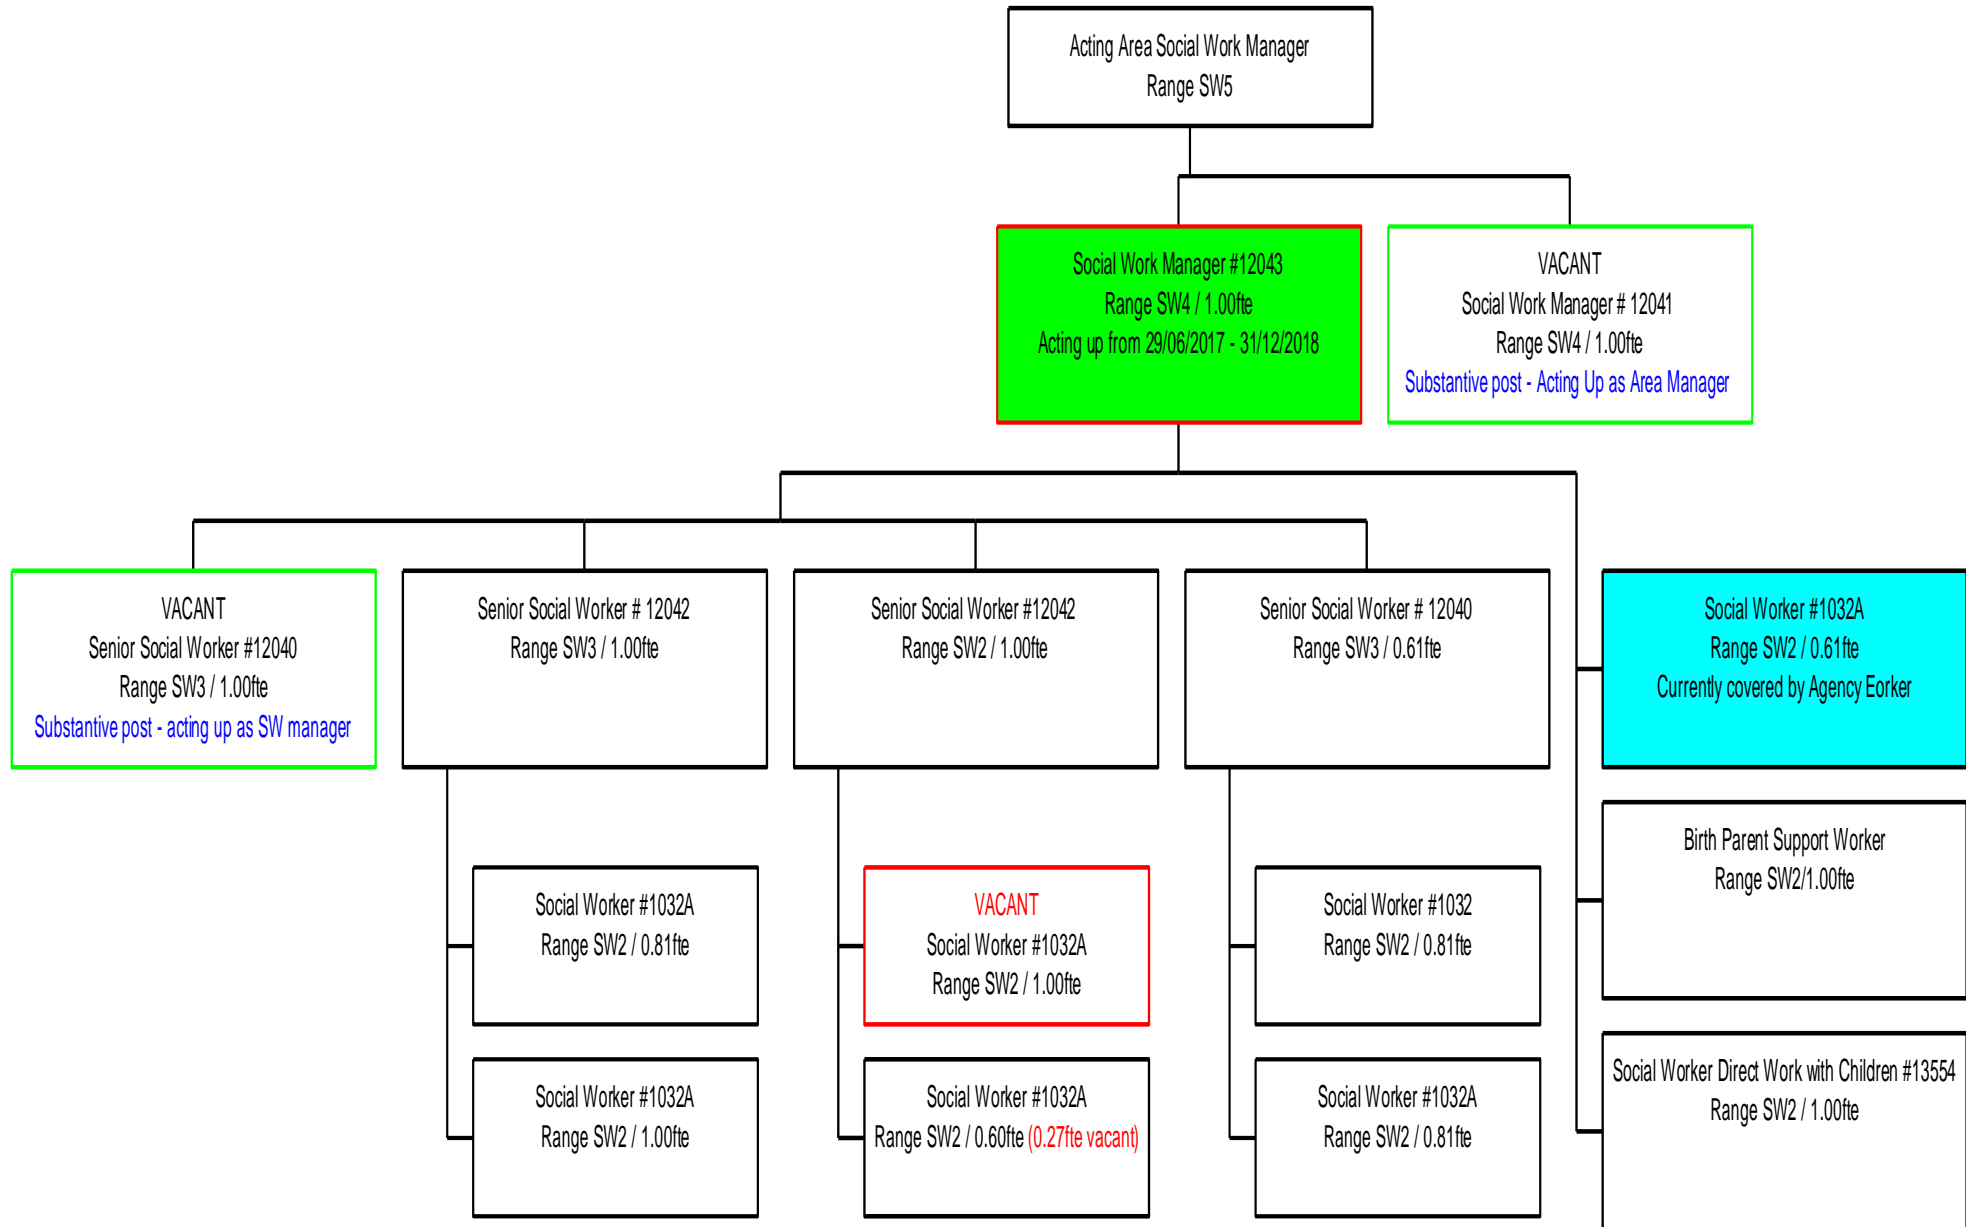 Acting Area Social Work Manager
Range SW5
Social Work Manager #12043
Range SW4 / 1.00fte
Acting up from 29/06/2017 - 31/12/2018
VACANT
Social Work Manager # 12041
Range SW4 / 1.00fte
Substantive post - Acting Up as Area Manager
VACANT
Senior Social Worker #12040
Range SW3 / 1.00fte
Substantive post - acting up as SW manager
Senior Social Worker # 12042
Range SW3 / 1.00fte
Senior Social Worker #12042
Range SW2 / 1.00fte
Senior Social Worker # 12040
Range SW3 / 0.61fte
Social Worker #1032A
Range SW2 / 0.61fte
Currently covered by Agency Eorker
Birth Parent Support Worker
Range SW2/1.00fte
Social Worker #1032A
Range SW2 / 0.81fte
VACANT
Social Worker #1032A
Range SW2 / 1.00fte
Social Worker #1032
Range SW2 / 0.81fte
Social Worker Direct Work with Children #13554
Range SW2 / 1.00fte
Social Worker #1032A
Range SW2 / 1.00fte
Social Worker #1032A
Range SW2 / 0.60fte (0.27fte vacant)
Social Worker #1032A
Range SW2 / 0.81fte